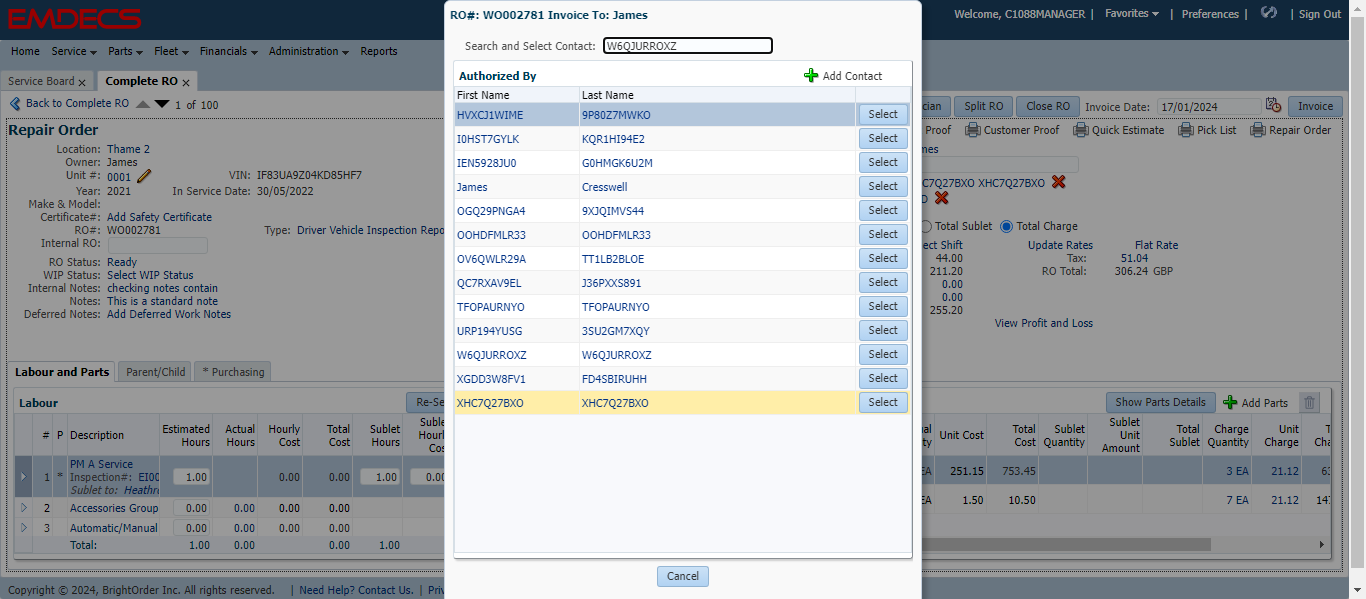 EMDECS
Welcome, C1088MANAGER | Favorites | Preferences | | Sign Out
Home Service Parts Fleet Financials Administration Reports
Service Board Complete RO
Back to Complete RO 1 of 100
Split RO Close RO Invoice Date: 17/01/2024 Invoice
Proof Customer Proof Quick Estimate Pick List Repair Order
Repair Order
Location: Thame 2
Owner: James
Unit #: 0001 VIN: IF83UA9Z04KD85HF7
Year: 2021 In Service Date: 30/05/2022
Make & Model:
Certificate#: Add Safety Certificate
RO#: WO002781 Type: Driver Vehicle Inspection Repo
Internal RO:
RO Status: Ready
WIP Status: Select WIP Status
Internal Notes: checking notes contain
Notes: This is a standard note
Deferred Notes: Add Deferred Work Notes
RO#: WO002781 Invoice To: James
Search and Select Contact: W6QJURROXZ
Authorized By Add Contact
First Name Last Name
HVXCJ1WIME 9P80Z7MWKO Select
I0HST7GYLK KQR1HI94E2 Select
IEN5928JU0 G0HMGK6U2M Select
James Cresswell Select
OGQ29PNGA4 9XJQIMVS44 Select
OOHDFMLR33 OOHDFMLR33 Select
OV6QWLR29A TT1LB2BLOE Select
QC7RXAV9EL J36PXXS891 Select
TFOPAURNYO TFOPAURNYO Select
URP194YUSG 3SU2GM7XQY Select
W6QJURROXZ W6QJURROXZ Select
XGDD3W8FV1 FD4SBIRUHH Select
XHC7Q27BXO XHC7Q27BXO Select
Cancel
mes
C7Q27BXO XHC7Q27BXO
Total Sublet Total Charge
ect Shift Update Rates Flat Rate
44.00 Tax: 51.04
211.20 RO Total: 306.24 GBP
0.00
0.00
255.20
View Profit and Loss
Labour and Parts Parent/Child * Purchasing
Labour Re-Se
# P Description Estimated Hours Actual Hours Hourly Cost Total Cost Sublet Hours
1 * PM A Service 1.00 0.00 0.00 1.00 0.00
Inspection#: EI00
Sublet to: Heathr
2 Accessories Group 0.00 0.00 0.00 0.00
3 Automatic/Manual 0.00 0.00 0.00 0.00
Total: 1.00 0.00 0.00 1.00
Show Parts Details Add Parts
Unit Cost Total Cost Sublet Quantity Sublet Unit Amount Total Sublet Charge Quantity Unit Charge
EA 251.15 753.45 3 EA 21.12
EA 1.50 10.50 7 EA 21.12
Copyright © 2024, BrightOrder Inc. All rights reserved. | Need Help? Contact Us. | Priv